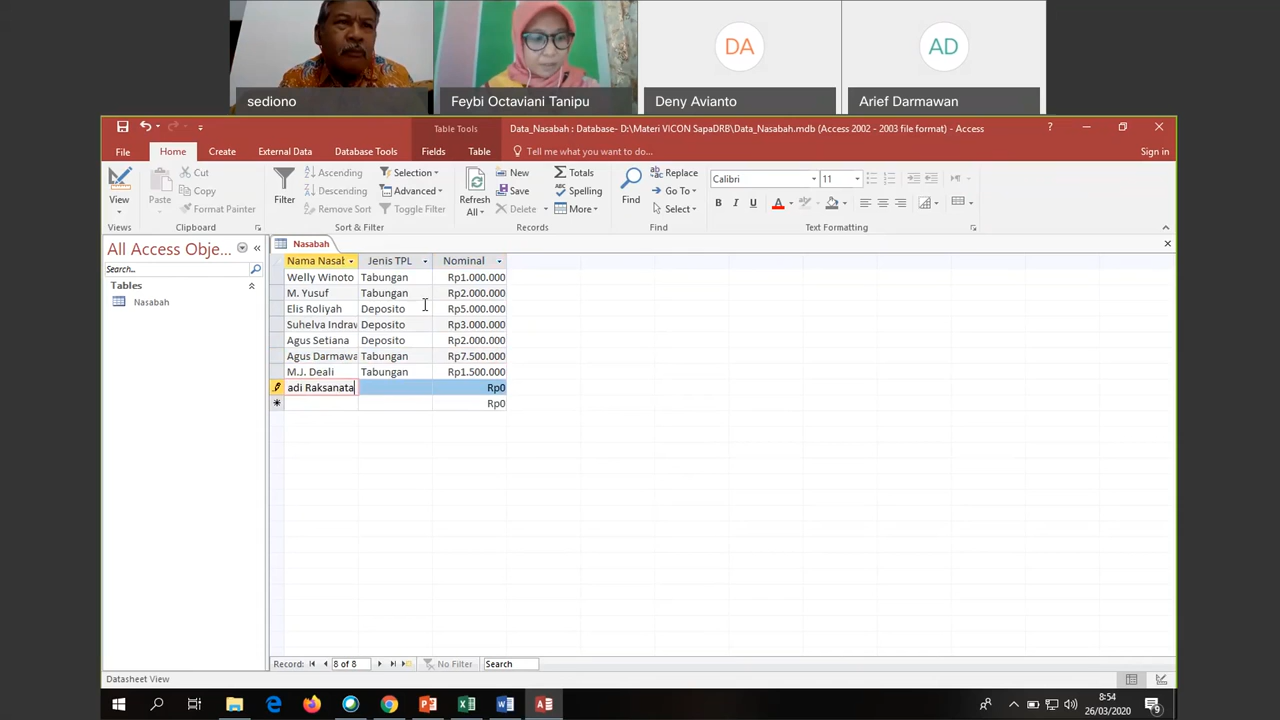 DA
AD
sediono
Feybi Octaviani Tanipu
Deny Avianto
Arief Darmawan
Table Tools
Data_Nasabah : Database- D:\Materi VICON SapaDRB\Data_Nasabah.mdb (Access 2002 - 2003 file format) - Access
?
File
Home
Create
External Data
Database Tools
Fields
Table
Tell me what you want to do...
Sign in
View
Views
Paste
Cut
Copy
Format Painter
Clipboard
Filter
Ascending
Descending
Remove Sort
Selection
Advanced
Toggle Filter
Sort & Filter
Refresh
All
New
Save
Delete
Totals
Spelling
More
Records
Find
Replace
Go To
Select
Find
Calibri
11
B I U
A
Text Formatting
All Access Obje...
Search...
Tables
Nasabah
Nasabah
Nama Nasab Jenis TPL Nominal
Welly Winoto Tabungan Rp1.000.000
M. Yusuf Tabungan Rp2.000.000
Elis Roliyah Deposito Rp5.000.000
Suhelva Indraw Deposito Rp3.000.000
Agus Setiana Deposito Rp2.000.000
Agus Darmawa Tabungan Rp7.500.000
M.J. Deali Tabungan Rp1.500.000
adi Raksanata Rp0
Rp0
Record: 8 of 8 No Filter Search
Datasheet View
8:54
26/03/2020
9